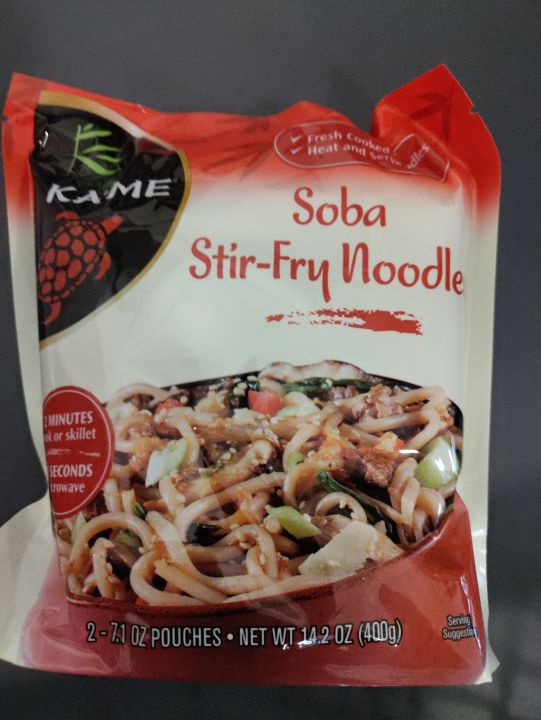 KA-ME
Fresh Cooked
Heat and Serve
Soba
Stir-Fry Noodle
MINUTES
or skillet
SECONDS
2 - 7.1 OZ POUCHES • NET WT 14.2 OZ (400g)
Serving
Suggestion